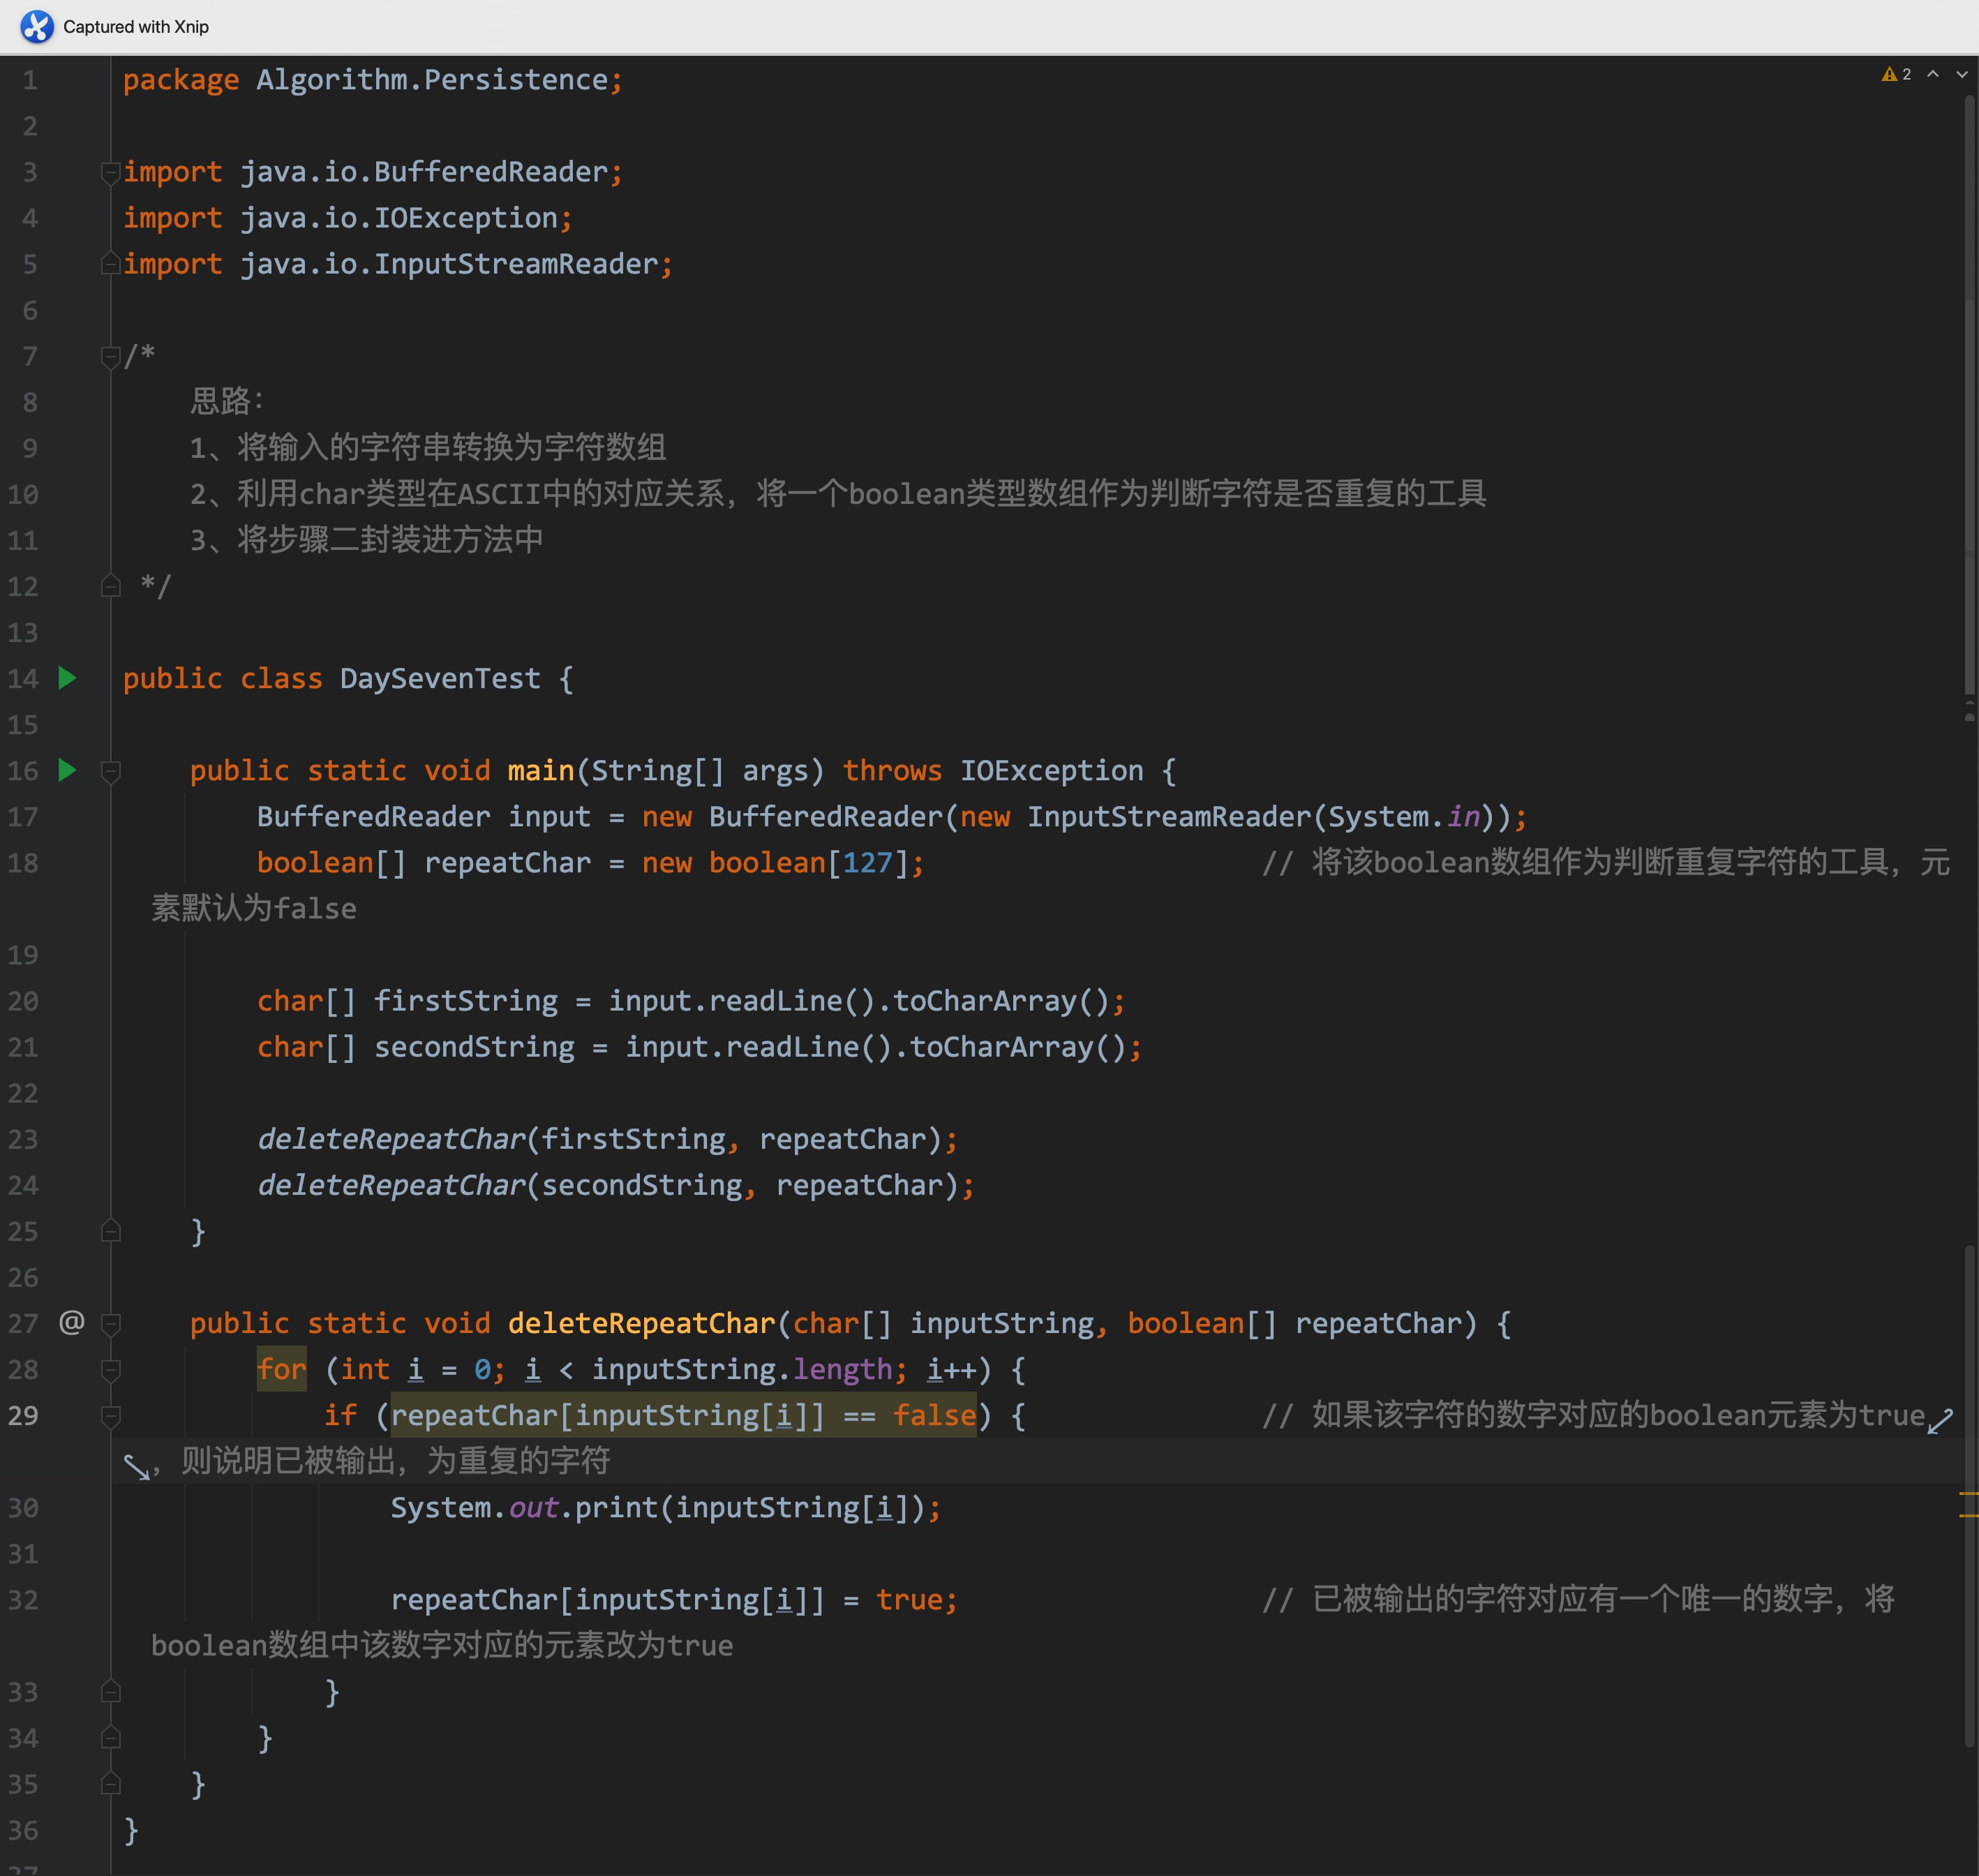 Captured with Xnip
2
1 package Algorithm.Persistence;
2
3 import java.io.BufferedReader;
4 import java.io.IOException;
5 import java.io.InputStreamReader;
6
7 /*
8 思路：
9 1、将输入的字符串转换为字符数组
10 2、利用char类型在ASCII中的对应关系，将一个boolean类型数组作为判断字符是否重复的工具
11 3、将步骤二封装进方法中
12 */
13
14 public class DaySevenTest {
15
16 public static void main(String[] args) throws IOException {
17 BufferedReader input = new BufferedReader(new InputStreamReader(System.in));
18 boolean[] repeatChar = new boolean[127]; // 将该boolean数组作为判断重复字符的工具，元
素默认为false
19
20 char[] firstString = input.readLine().toCharArray();
21 char[] secondString = input.readLine().toCharArray();
22
23 deleteRepeatChar(firstString, repeatChar);
24 deleteRepeatChar(secondString, repeatChar);
25 }
26
27 @ public static void deleteRepeatChar(char[] inputString, boolean[] repeatChar) {
28 for (int i = 0; i < inputString.length; i++) {
29 if (repeatChar[inputString[i]] == false) { // 如果该字符的数字对应的boolean元素为true
，则说明已被输出，为重复的字符
30 System.out.print(inputString[i]);
31
32 repeatChar[inputString[i]] = true; // 已被输出的字符对应有一个唯一的数字，将
boolean数组中该数字对应的元素改为true
33 }
34 }
35 }
36 }
37